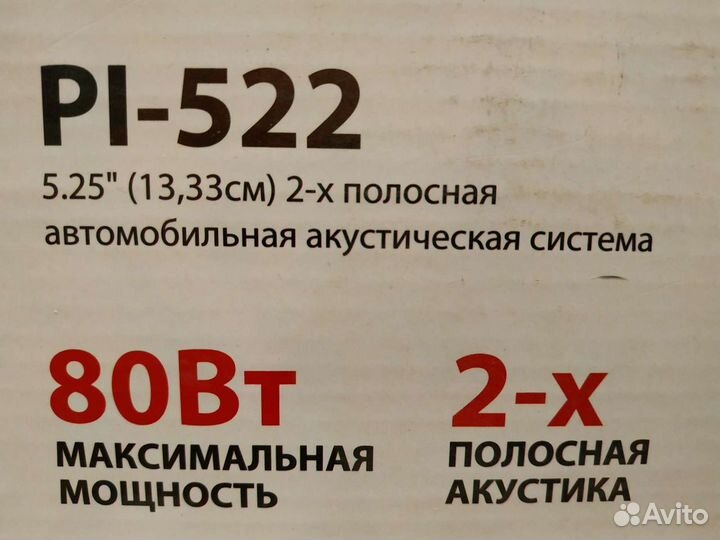 PI-522
5.25" (13,33см) 2-х полосная
автомобильная акустическая система
80Вт
МАКСИМАЛЬНАЯ
МОЩНОСТЬ
2-х
ПОЛОСНАЯ
АКУСТИКА
Avito